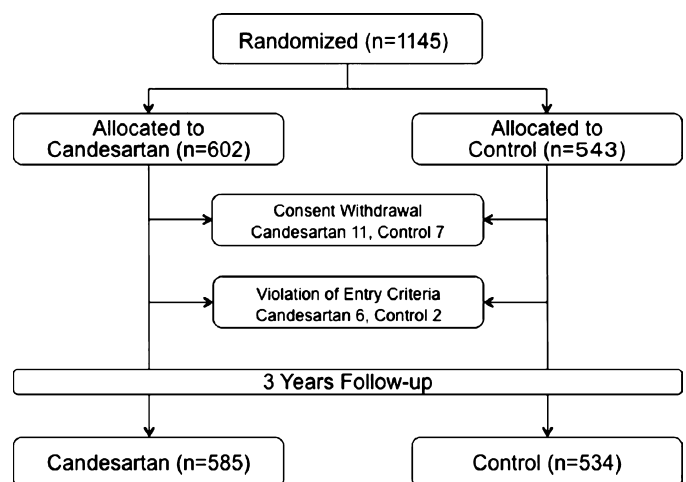 Randomized (n=1145)
Allocated to
Candesartan (n=602)
Allocated to
Control (n=543)
Consent Withdrawal
Candesartan 11, Control 7
Violation of Entry Criteria
Candesartan 6, Control 2
3 Years Follow-up
Candesartan (n=585)
Control (n=534)